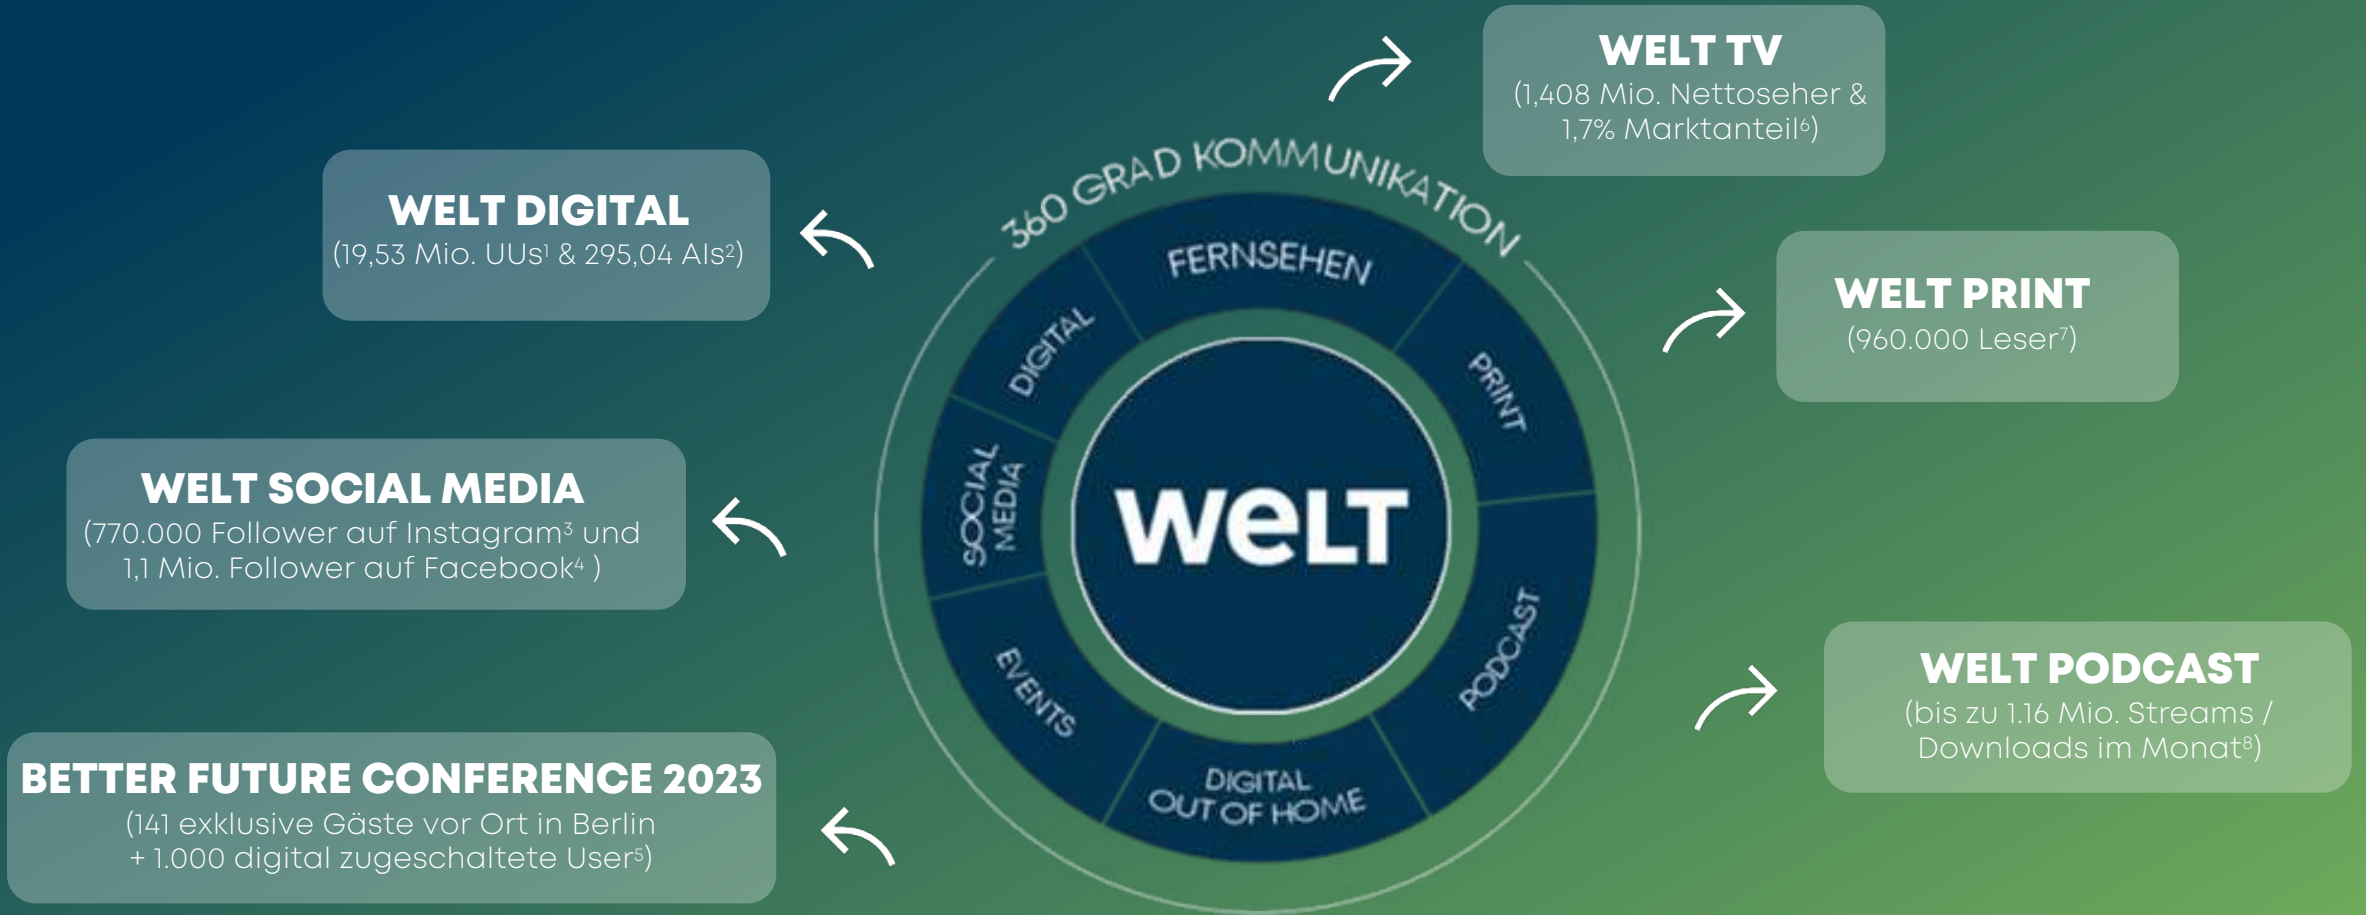 WELT TV
(1,408 Mio. Nettoseher &
1,7% Marktanteil⁶)
WELT DIGITAL
(19,53 Mio. UUs¹ & 295,04 AIs²)
WELT PRINT
(960.000 Leser⁷)
WELT SOCIAL MEDIA
(770.000 Follower auf Instagram³ und
1,1 Mio. Follower auf Facebook⁴ )
WELT PODCAST
(bis zu 1.16 Mio. Streams /
Downloads im Monat⁸)
BETTER FUTURE CONFERENCE 2023
(141 exklusive Gäste vor Ort in Berlin
+ 1.000 digital zugeschaltete User⁵)
360 GRAD KOMMUNIKATION
FERNSEHEN
PRINT
PODCAST
DIGITAL
OUT OF HOME
EVENTS
SOCIAL
MEDIA
DIGITAL
WeLT